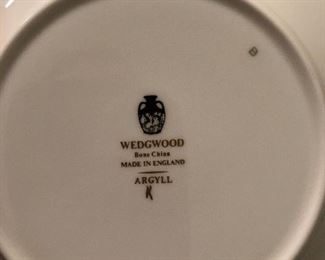 WEDGWOOD
Bone China
MADE IN ENGLAND
ARGYLL
K